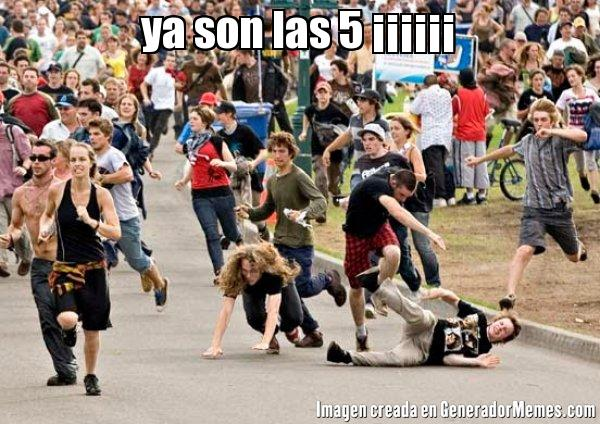 ya son las 5 ¡¡¡¡¡¡
Imagen creada en GeneradorMemes.com